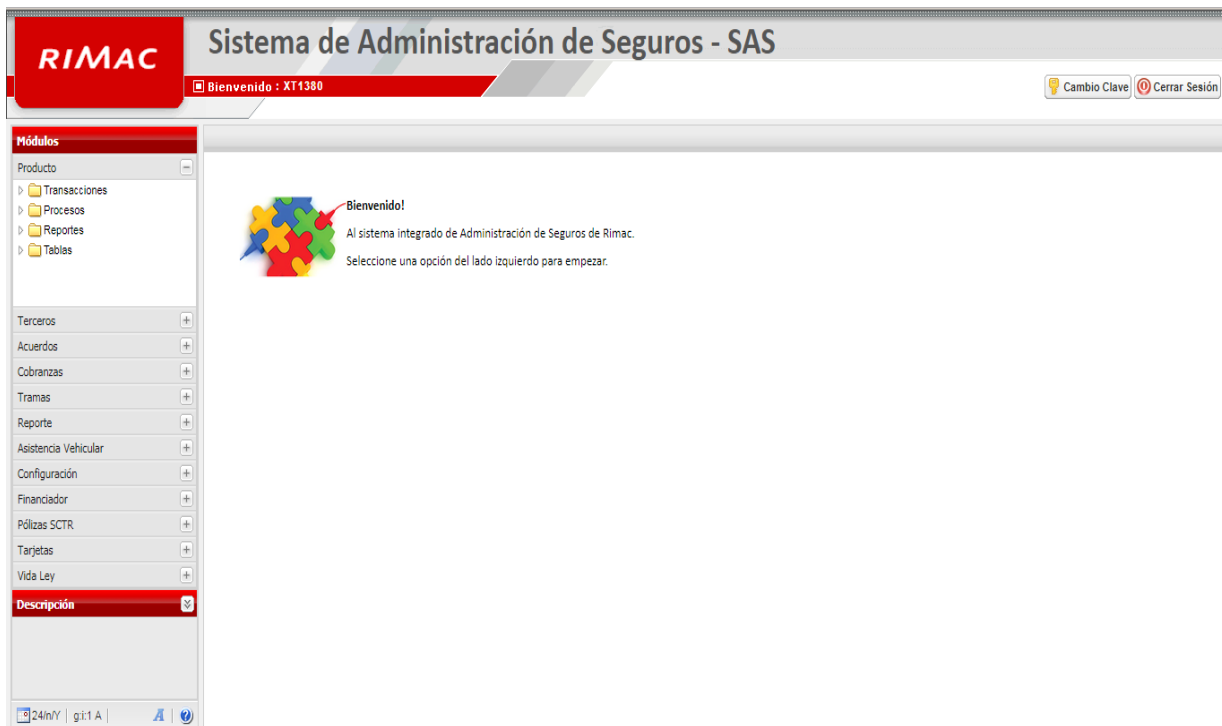 RIMAC
Sistema de Administración de Seguros - SAS
Bienvenido : XT1380
Cambio Clave
Cerrar Sesión
Módulos
Producto
Transacciones
Procesos
Reportes
Tablas
Terceros
Acuerdos
Cobranzas
Tramas
Reporte
Asistencia Vehicular
Configuración
Financiador
Pólizas SCTR
Tarjetas
Vida Ley
Descripción
24/n/Y | g:i:1 A | A | ?
Bienvenido!
Al sistema integrado de Administración de Seguros de Rimac.
Seleccione una opción del lado izquierdo para empezar.